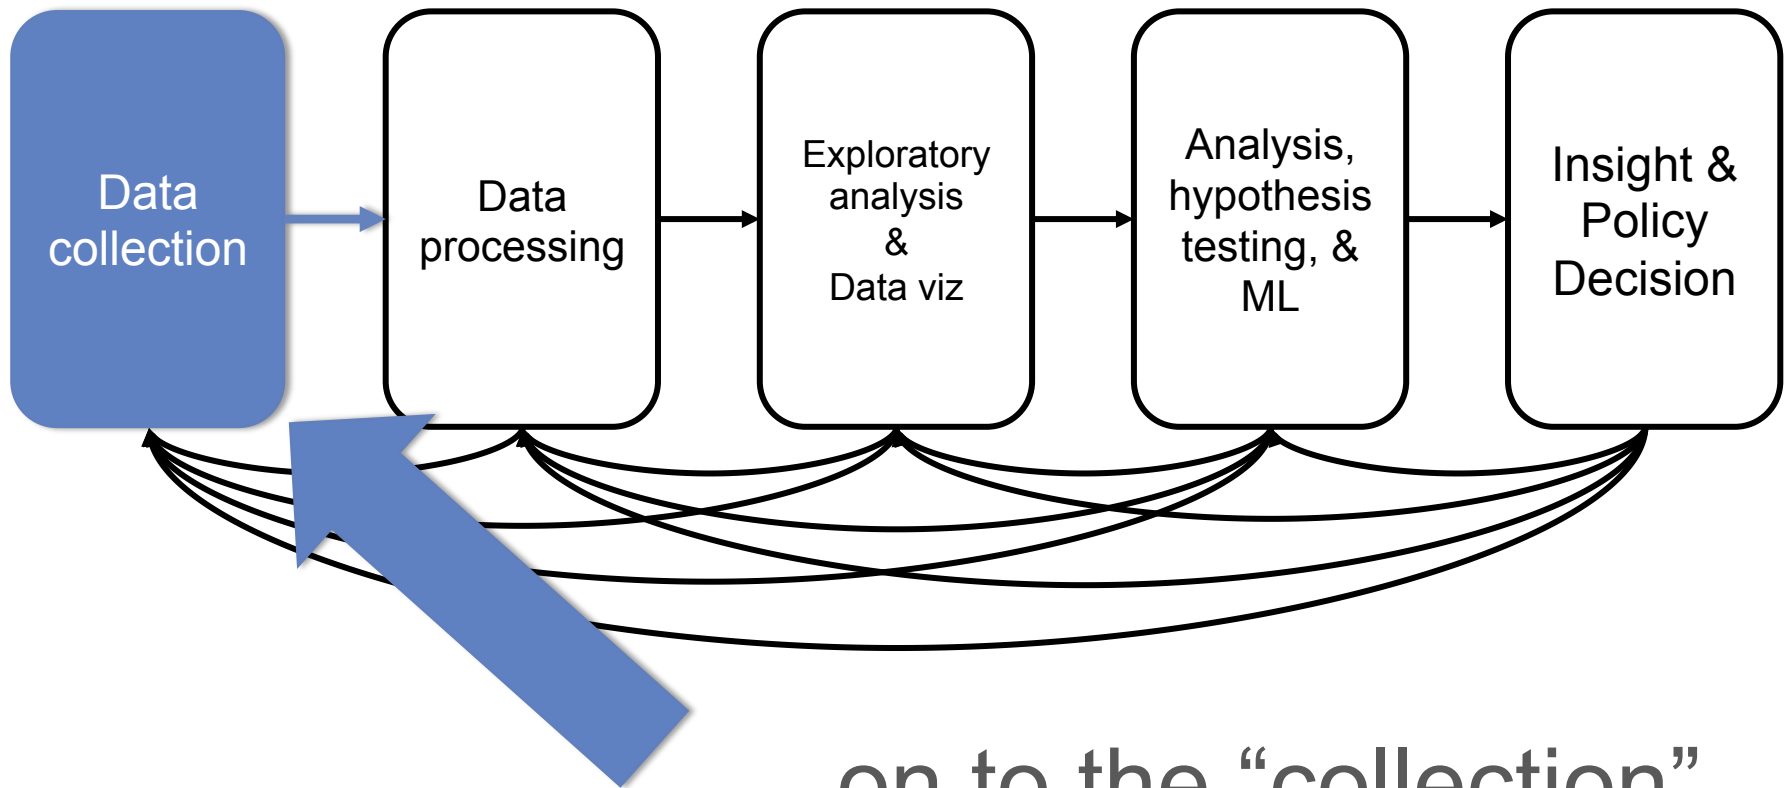 Data
collection
Data
processing
Exploratory
analysis
&
Data viz
Analysis,
hypothesis
testing, &
ML
Insight &
Policy
Decision
on to the “collection”